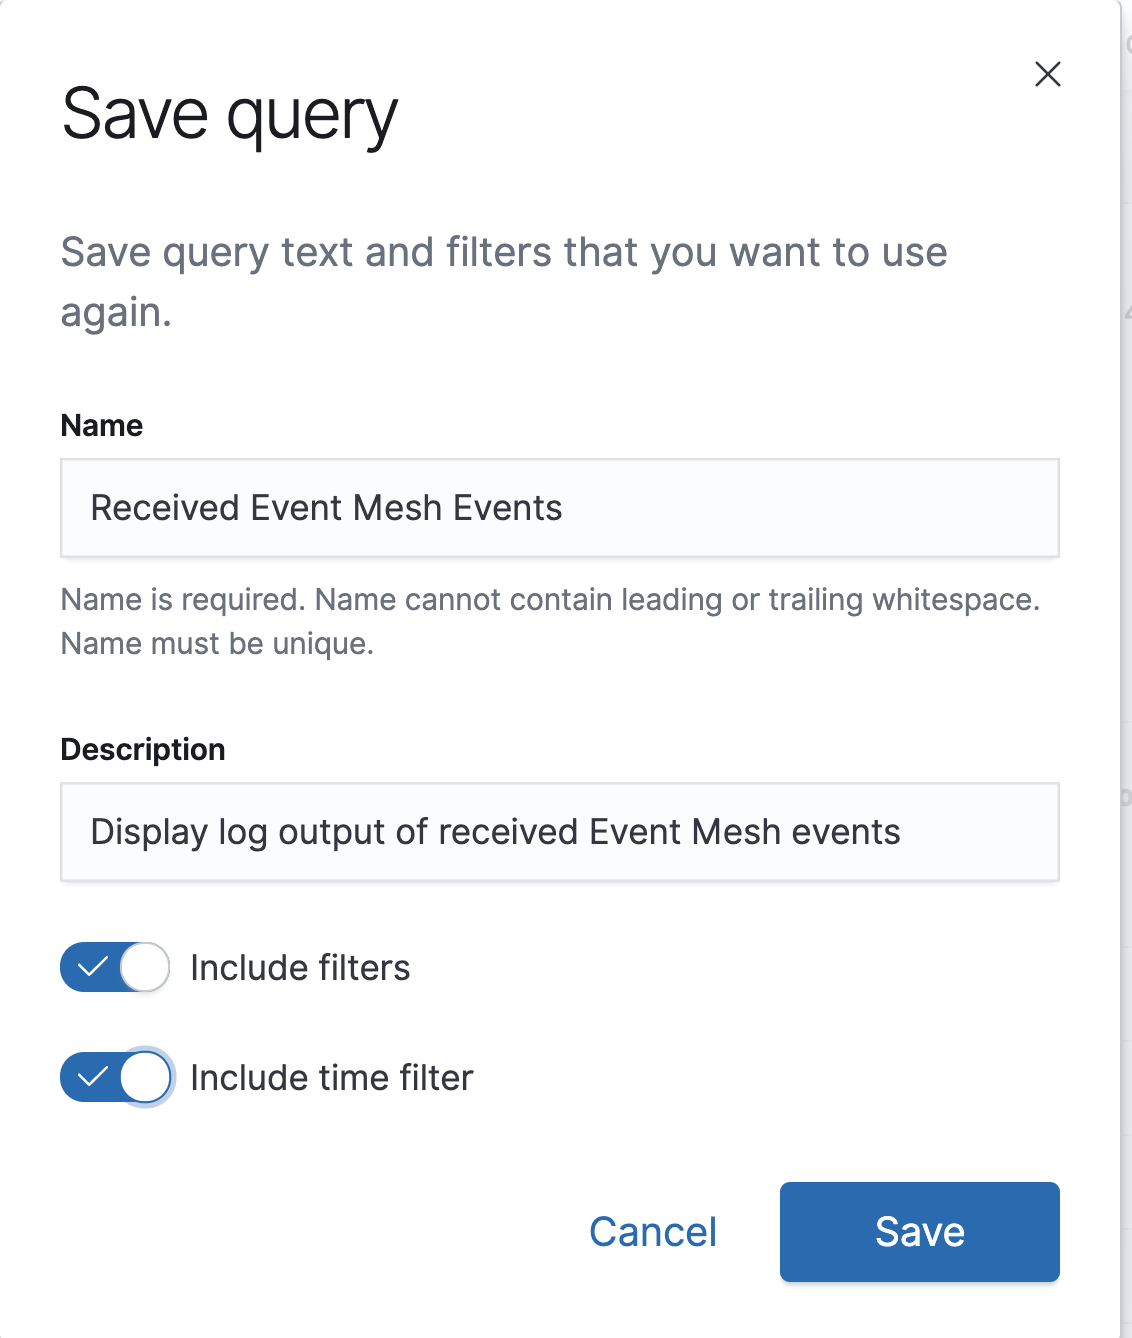 Save query
Save query text and filters that you want to use
again.
Name
Received Event Mesh Events
Name is required. Name cannot contain leading or trailing whitespace.
Name must be unique.
Description
Display log output of received Event Mesh events
Include filters
Include time filter
Cancel
Save